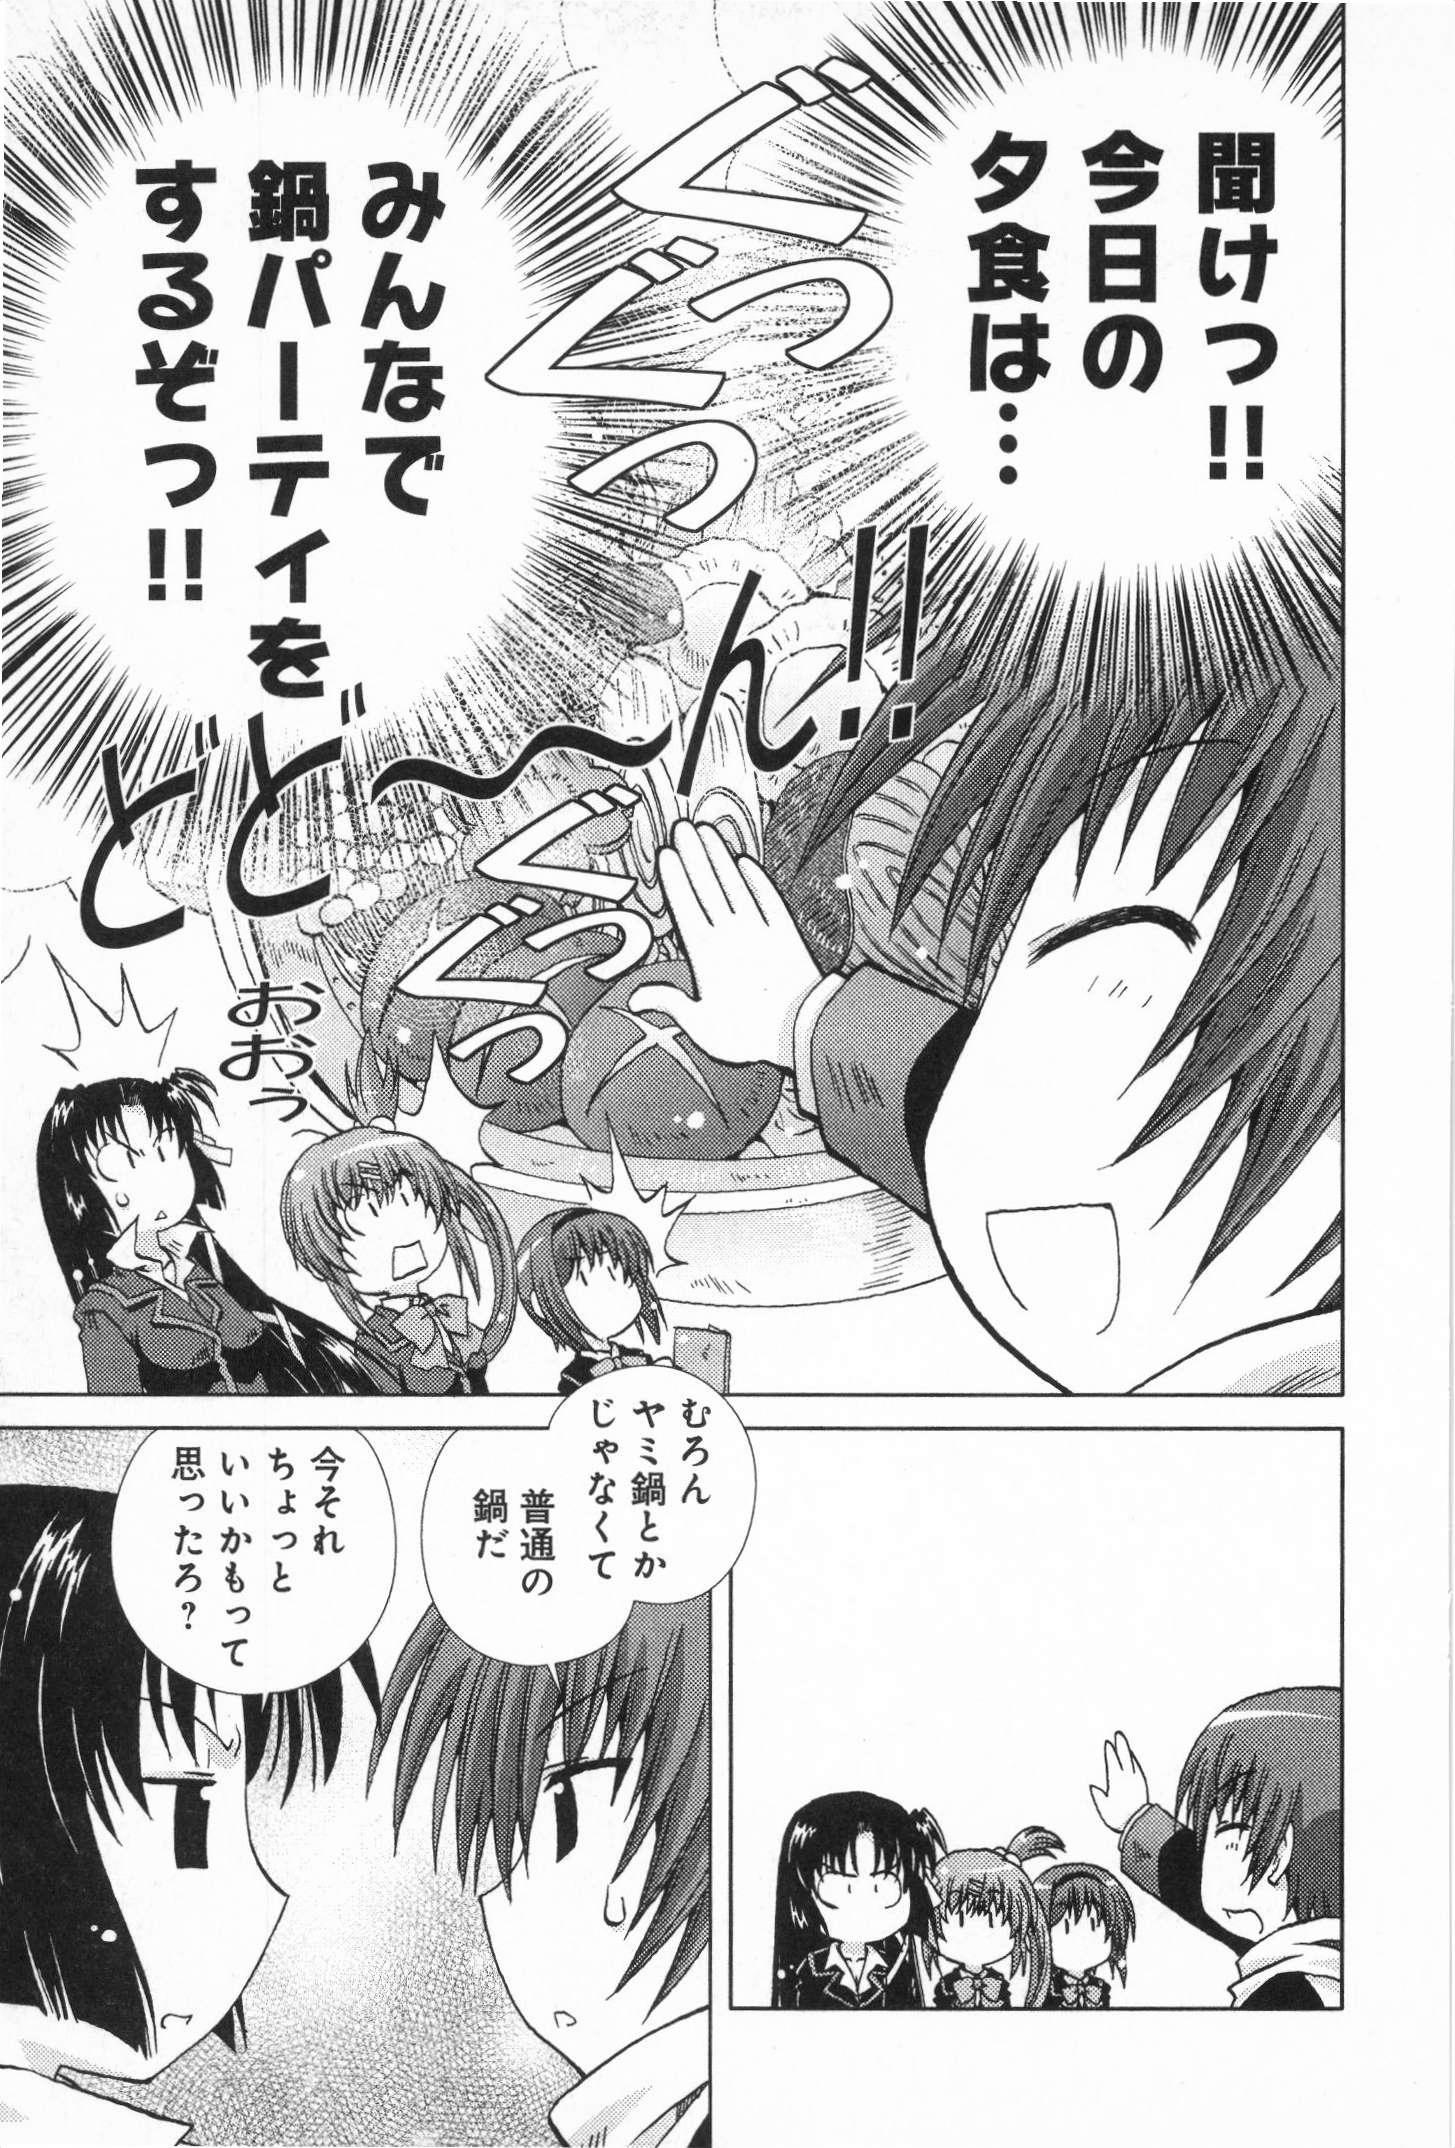 聞けっ!!
今日の
夕食は…
みんなで
鍋パーティを
するぞっ!!
ぐつ
ぐつ
どど〜ん!!
ぐつ
ぐつ
おおぅ
むろん
ヤミ鍋とか
じゃなくて
普通の
鍋だ
今それ
ちょっと
いいかもって
思ったろ?